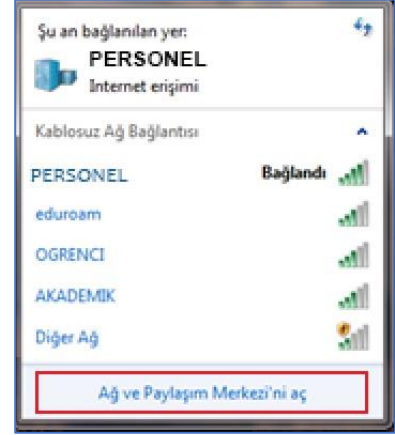 Şu an bağlanılan yer:
PERSONEL
Internet erişimi
Kablosuz Ağ Bağlantısı
PERSONEL Bağlandı
eduroam
OGRENCI
AKADEMIK
Diğer Ağ
Ağ ve Paylaşım Merkezi'ni aç